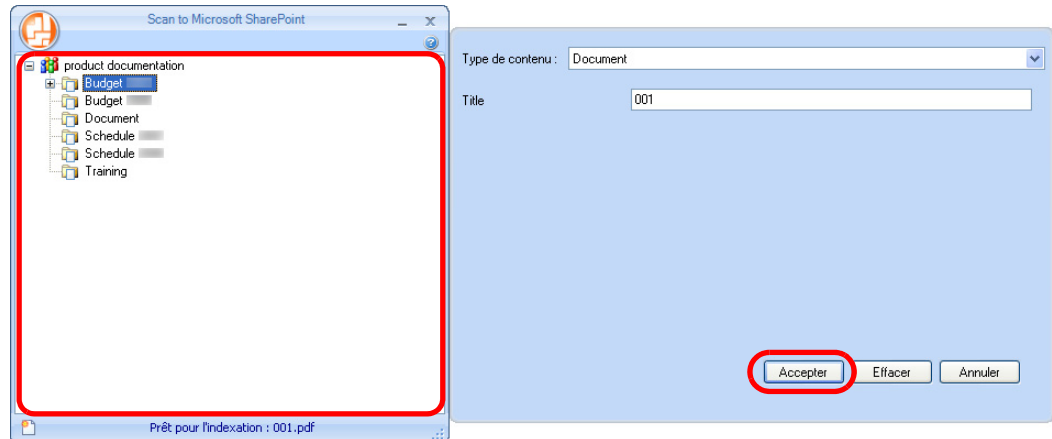 Scan to Microsoft SharePoint
product documentation
Budget
Budget
Document
Schedule
Schedule
Training
Prêt pour l'indexation : 001.pdf
Type de contenu : Document
Title 001
Accepter Effacer Annuler